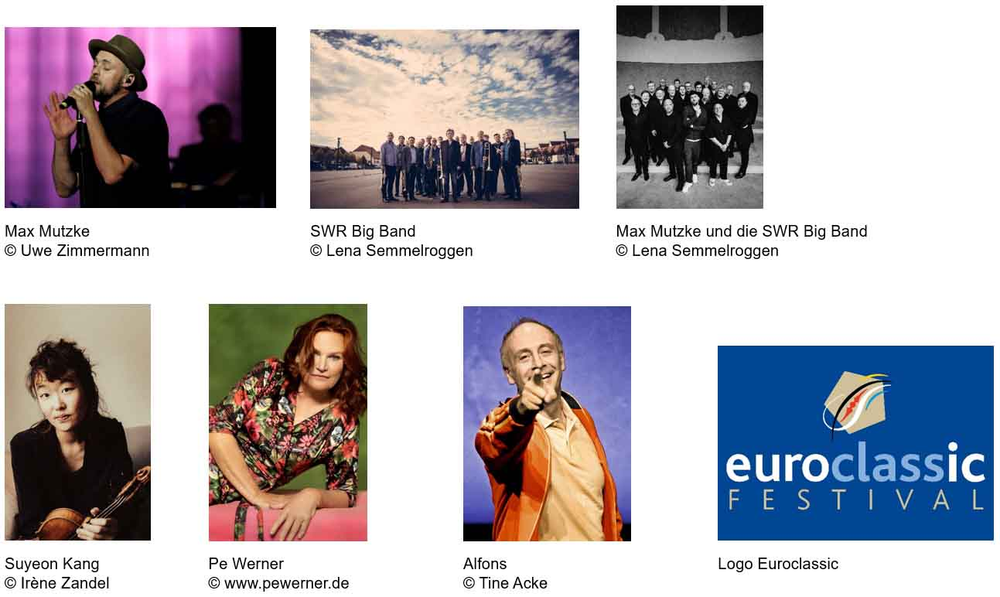 Max Mutzke
© Uwe Zimmermann
SWR Big Band
© Lena Semmelroggen
Max Mutzke und die SWR Big Band
© Lena Semmelroggen
Suyeon Kang
© Irène Zandel
Pe Werner
© www.pewerner.de
Alfons
© Tine Acke
euroclassic
FESTIVAL
Logo Euroclassic